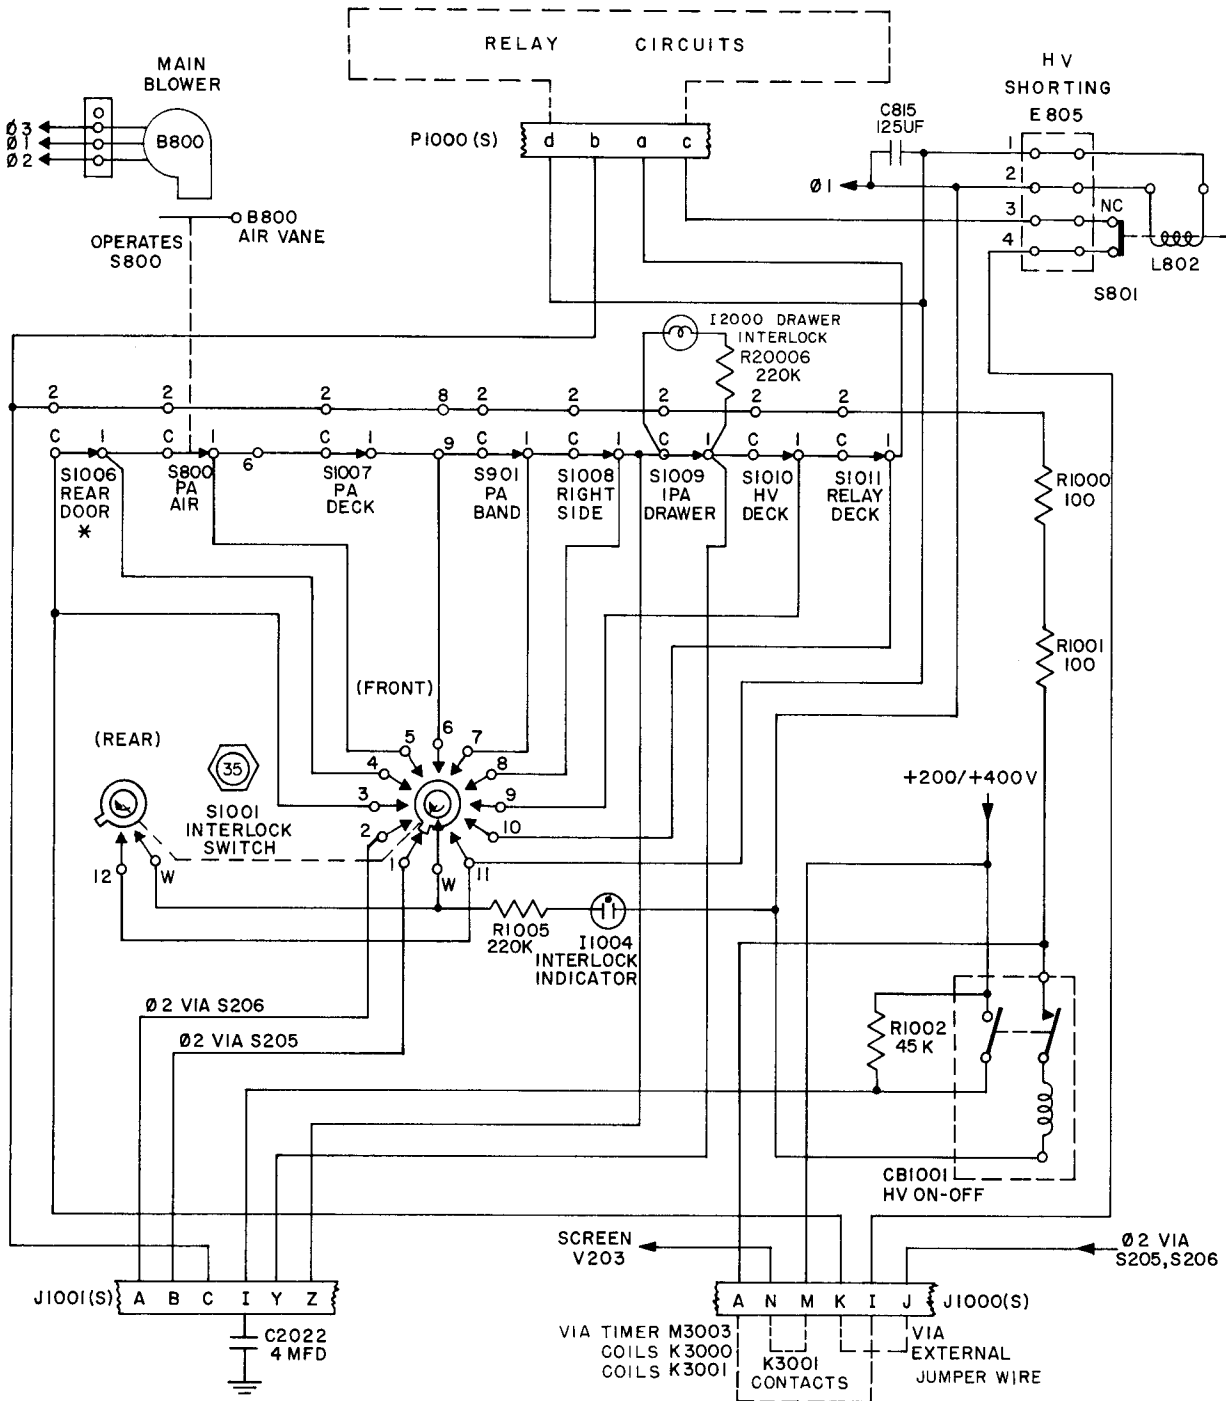 RELAY CIRCUITS
MAIN
BLOWER
B800
Ø3
Ø1
Ø2
B800
AIR VANE
OPERATES
S800
P1000 (S)
d b a c
HV
SHORTING
E805
C815
125UF
Ø1
1
2
3
4
NC
L802
S801
I2000 DRAWER
INTERLOCK
R20006
220K
2 2 2 8 2 2 2 2 2
C 1 C 1 6 C 1 9 C 1 C 1 C 1 C 1 C 1
S1006
REAR
DOOR
*
S800
PA
AIR
S1007
PA
DECK
S901
PA
BAND
S1008
RIGHT
SIDE
S1009
IPA
DRAWER
S1010
HV
DECK
S1011
RELAY
DECK
R1000
100
R1001
100
(FRONT)
(REAR)
35
S1001
INTERLOCK
SWITCH
1
2
3
4
5
6
7
8
9
10
11
W
12
W
R1005
220K
I1004
INTERLOCK
INDICATOR
+200/+400V
Ø2 VIA S206
Ø2 VIA S205
R1002
45K
CB1001
HV ON-OFF
SCREEN
V203
Ø2 VIA
S205,S206
J1001(S) A B C I Y Z
C2022
4MFD
A N M K I J J1000(S)
VIA TIMER M3003
COILS K3000
COILS K3001
K3001
CONTACTS
VIA
EXTERNAL
JUMPER WIRE